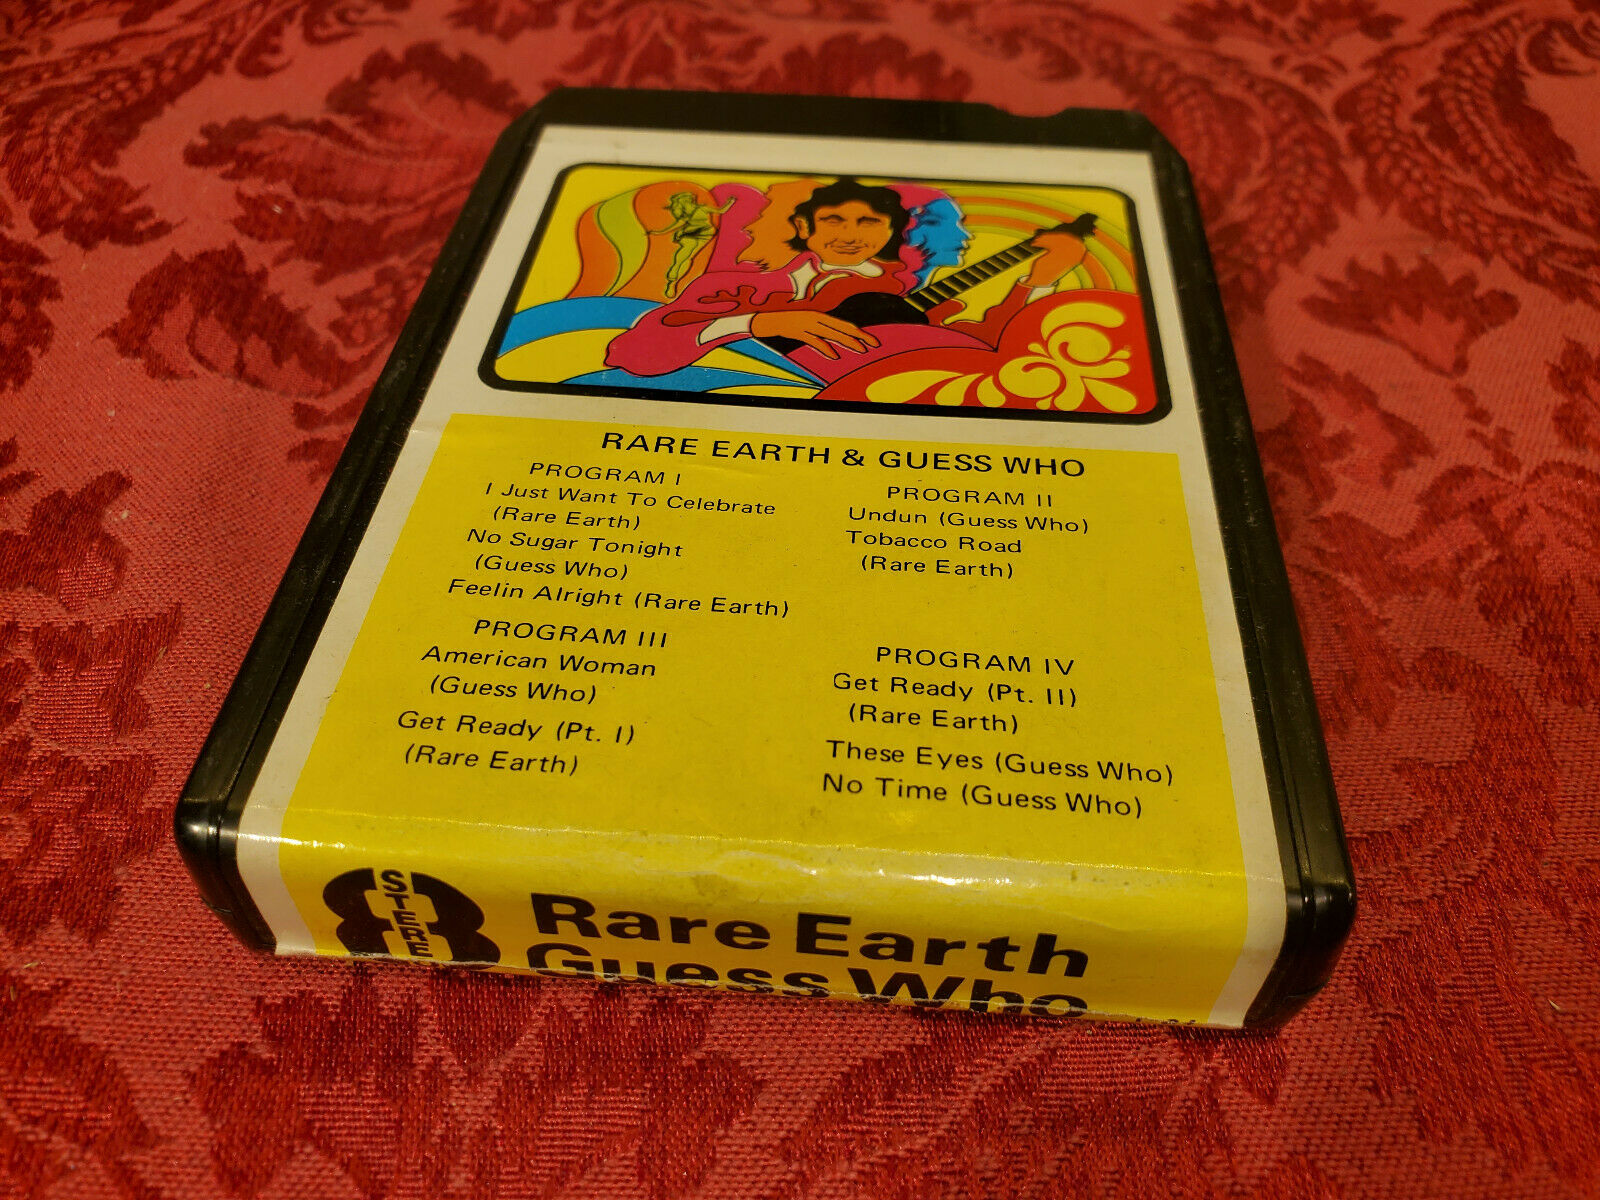 RARE EARTH & GUESS WHO
PROGRAM I
I Just Want To Celebrate
(Rare Earth)
No Sugar Tonight
(Guess Who)
Feelin Alright (Rare Earth)
PROGRAM II
Undun (Guess Who)
Tobacco Road
(Rare Earth)
PROGRAM III
American Woman
(Guess Who)
Get Ready (Pt. I)
(Rare Earth)
PROGRAM IV
Get Ready (Pt. II)
(Rare Earth)
These Eyes (Guess Who)
No Time (Guess Who)
8
STERE
Rare Earth
Guess Who